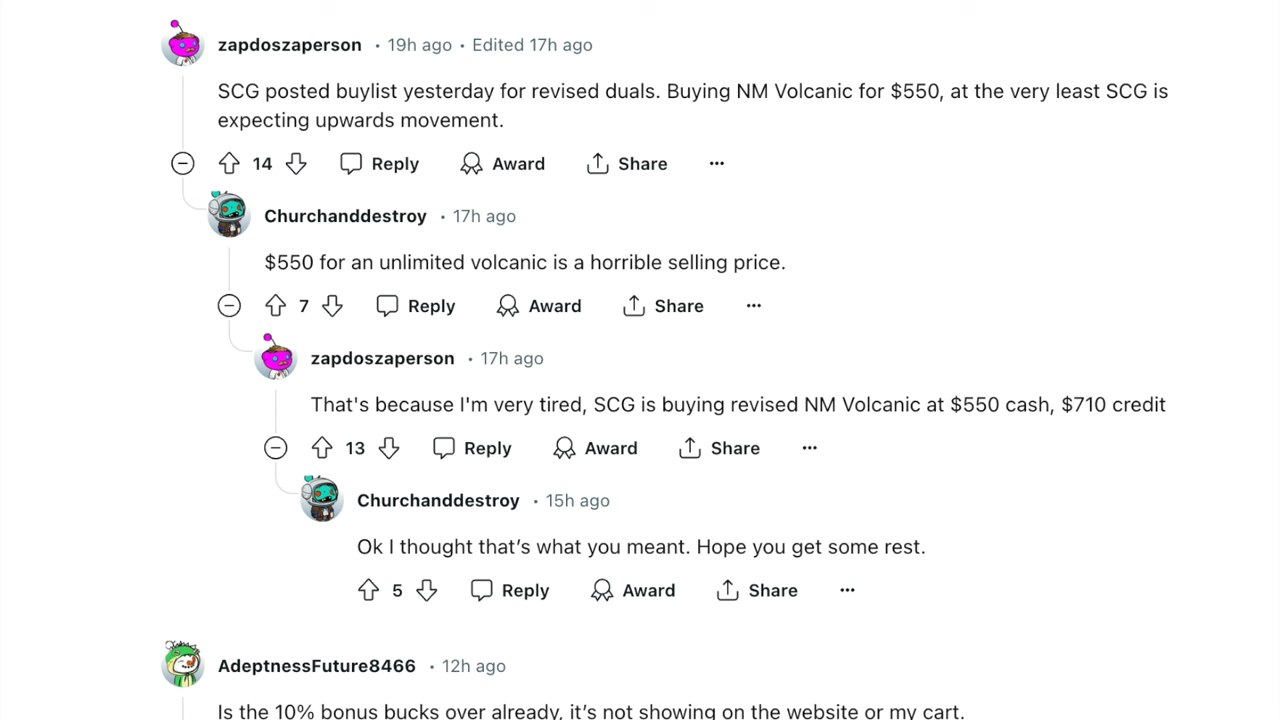 zapdoszaperson • 19h ago • Edited 17h ago
SCG posted buylist yesterday for revised duals. Buying NM Volcanic for $550, at the very least SCG is
expecting upwards movement.
14 Reply Award Share ...
Churchanddestroy • 17h ago
$550 for an unlimited volcanic is a horrible selling price.
7 Reply Award Share ...
zapdoszaperson • 17h ago
That's because I'm very tired, SCG is buying revised NM Volcanic at $550 cash, $710 credit
13 Reply Award Share ...
Churchanddestroy • 15h ago
Ok I thought that’s what you meant. Hope you get some rest.
5 Reply Award Share ...
AdeptnessFuture8466 • 12h ago
Is the 10% bonus bucks over already, it’s not showing on the website or my cart.